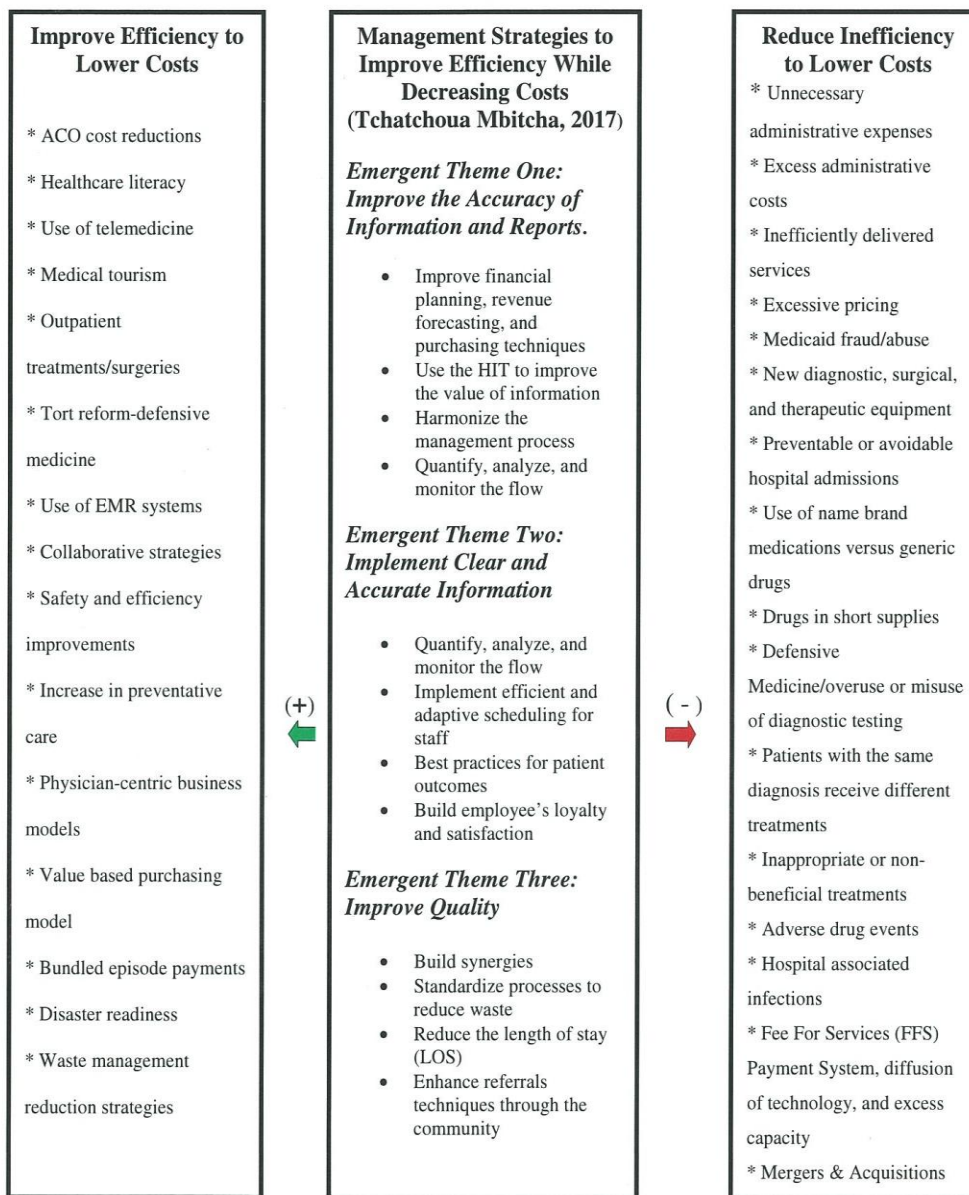 Improve Efficiency to
Lower Costs
* ACO cost reductions
* Healthcare literacy
* Use of telemedicine
* Medical tourism
* Outpatient
treatments/surgeries
* Tort reform-defensive
medicine
* Use of EMR systems
* Collaborative strategies
* Safety and efficiency
improvements
* Increase in preventative
care
* Physician-centric business
models
* Value based purchasing
model
* Bundled episode payments
* Disaster readiness
* Waste management
reduction strategies
(+)
Management Strategies to
Improve Efficiency While
Decreasing Costs
(Tchatchoua Mbitcha, 2017)
Emergent Theme One:
Improve the Accuracy of
Information and Reports.
• Improve financial
planning, revenue
forecasting, and
purchasing techniques
• Use the HIT to improve
the value of information
• Harmonize the
management process
• Quantify, analyze, and
monitor the flow
Emergent Theme Two:
Implement Clear and
Accurate Information
• Quantify, analyze, and
monitor the flow
• Implement efficient and
adaptive scheduling for
staff
• Best practices for patient
outcomes
• Build employee's loyalty
and satisfaction
Emergent Theme Three:
Improve Quality
• Build synergies
• Standardize processes to
reduce waste
• Reduce the length of stay
(LOS)
• Enhance referrals
techniques through the
community
(-)
Reduce Inefficiency
to Lower Costs
* Unnecessary
administrative expenses
* Excess administrative
costs
* Inefficiently delivered
services
* Excessive pricing
* Medicaid fraud/abuse
* New diagnostic, surgical,
and therapeutic equipment
* Preventable or avoidable
hospital admissions
* Use of name brand
medications versus generic
drugs
* Drugs in short supplies
* Defensive
Medicine/overuse or misuse
of diagnostic testing
* Patients with the same
diagnosis receive different
treatments
* Inappropriate or non-
beneficial treatments
* Adverse drug events
* Hospital associated
infections
* Fee For Services (FFS)
Payment System, diffusion
of technology, and excess
capacity
* Mergers & Acquisitions